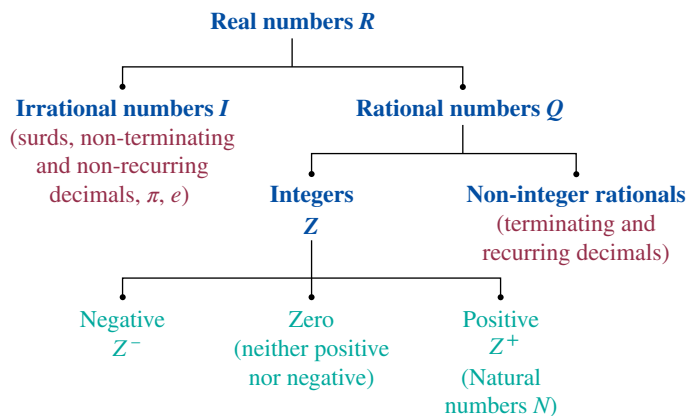 Real numbers R
Irrational numbers I
(surds, non-terminating
and non-recurring
decimals, π, e)
Rational numbers Q
Integers
Z
Non-integer rationals
(terminating and
recurring decimals)
Negative
Z⁻
Zero
(neither positive
nor negative)
Positive
Z⁺
(Natural
numbers N)